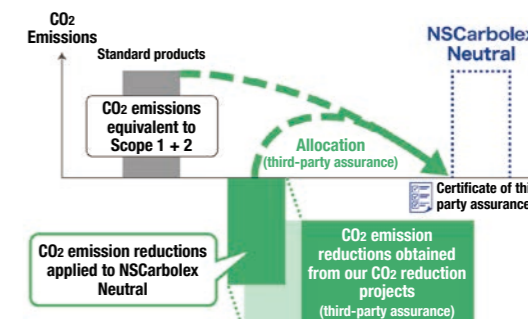 CO2
Emissions
Standard products
NSCarbolex
Neutral
CO2 emissions
equivalent to
Scope 1 + 2
Allocation
(third-party assurance)
Certificate of
party assurance
CO2 emission reductions
applied to NSCarbolex
Neutral
CO2 emission
reductions obtained
from our CO2 reduction
projects
(third-party assurance)